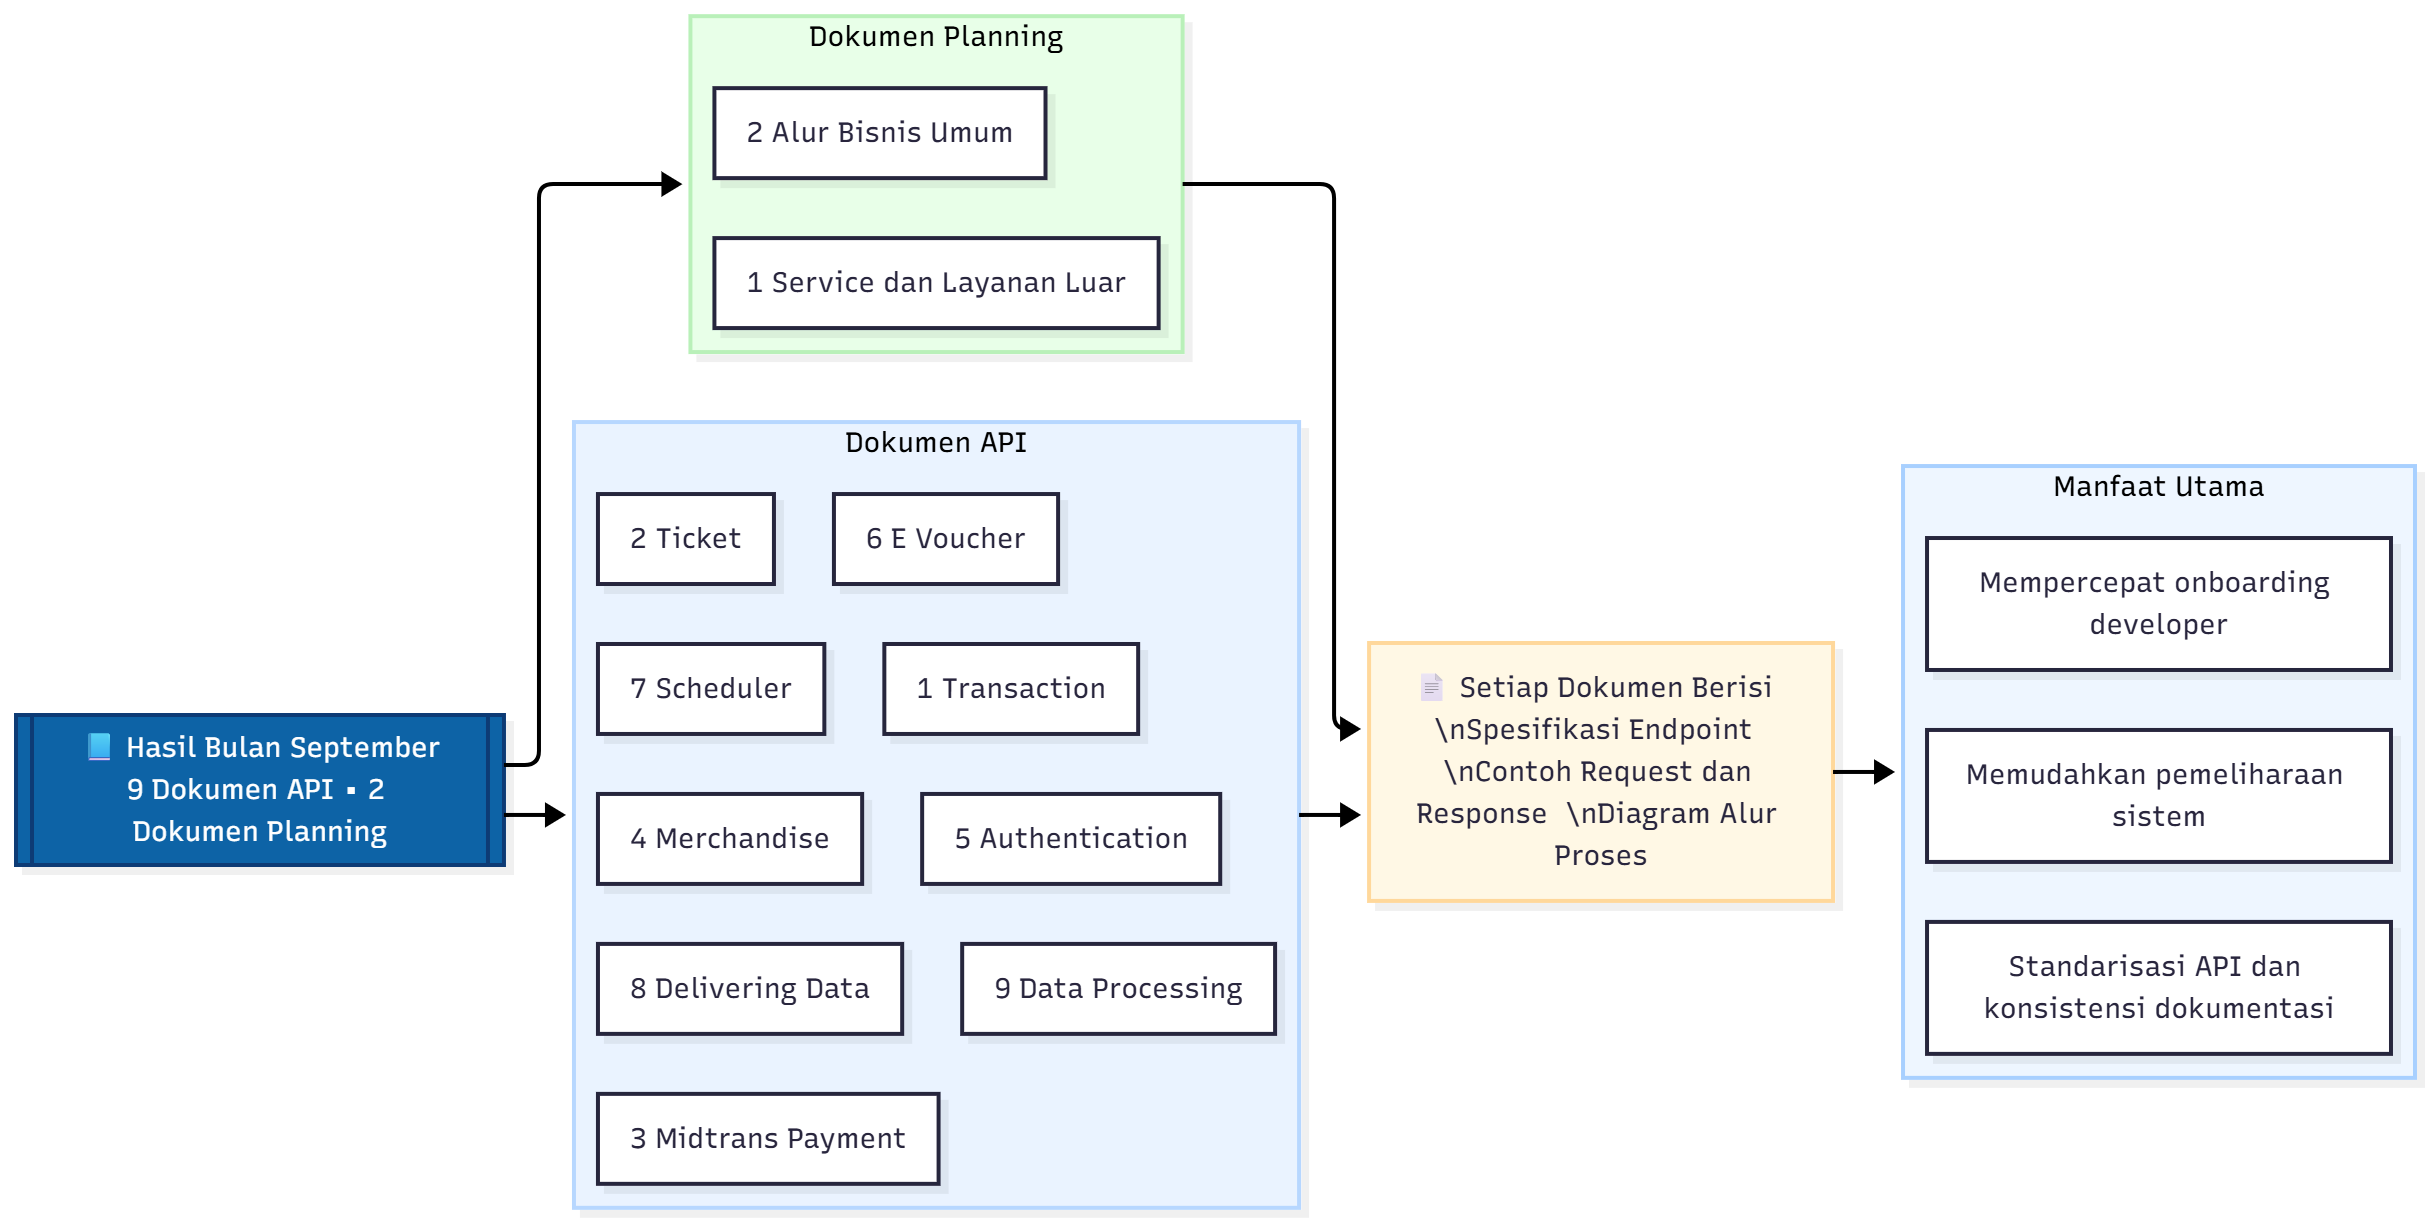 Dokumen Planning
2 Alur Bisnis Umum
1 Service dan Layanan Luar
Dokumen API
2 Ticket
6 E Voucher
7 Scheduler
1 Transaction
4 Merchandise
5 Authentication
8 Delivering Data
9 Data Processing
3 Midtrans Payment
📘 Hasil Bulan September
9 Dokumen API ▪ 2
Dokumen Planning
📄 Setiap Dokumen Berisi
\nSpesifikasi Endpoint
\nContoh Request dan
Response \nDiagram Alur
Proses
Manfaat Utama
Mempercepat onboarding
developer
Memudahkan pemeliharaan
sistem
Standarisasi API dan
konsistensi dokumentasi